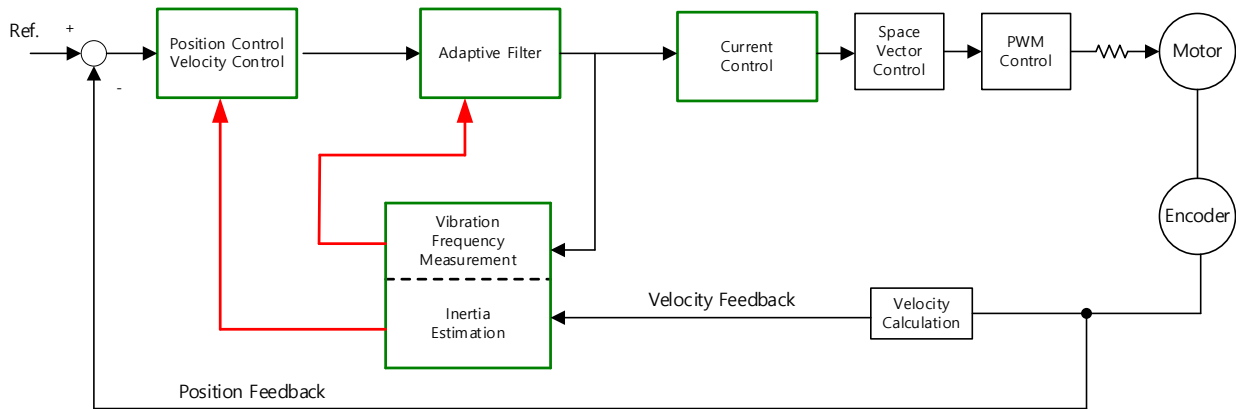 Ref.
+
-
Position Control
Velocity Control
Adaptive Filter
Current
Control
Space
Vector
Control
PWM
Control
Motor
Encoder
Vibration
Frequency
Measurement
Inertia
Estimation
Velocity Feedback
Velocity
Calculation
Position Feedback